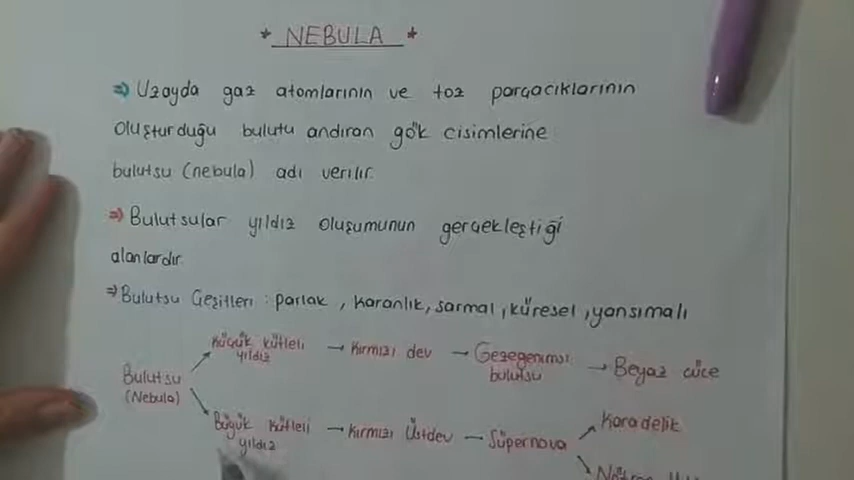 * NEBULA *
⇒ Uzayda gaz atomlarının ve toz parçacıklarının
oluşturduğu bulutu andıran gök cisimlerine
bulutsu (nebula) adı verilir.
⇒ Bulutsular yıldız oluşumunun gerçekleştiği
alanlardır.
⇒ Bulutsu Çeşitleri : parlak , karanlık, sarmal, küresel, yansımalı
Küçük kütleli yıldız → Kırmızı dev → Gezegenimsi bulutsu → Beyaz cüce
Bulutsu
(Nebula)
Büyük kütleli yıldız → Kırmızı Üstdev → Süpernova
Karadelik
Nötron